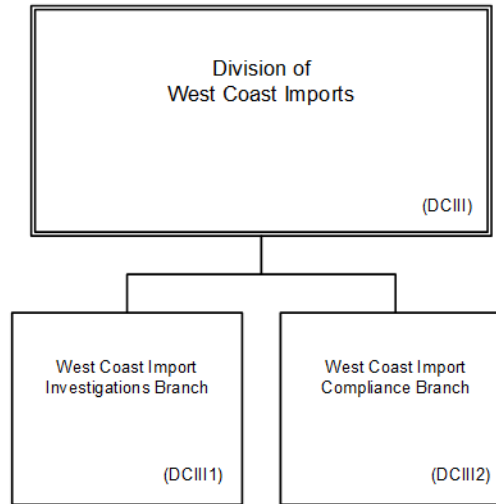 Division of
West Coast Imports
(DCIII)
West Coast Import
Investigations Branch
(DCIII1)
West Coast Import
Compliance Branch
(DCIII2)